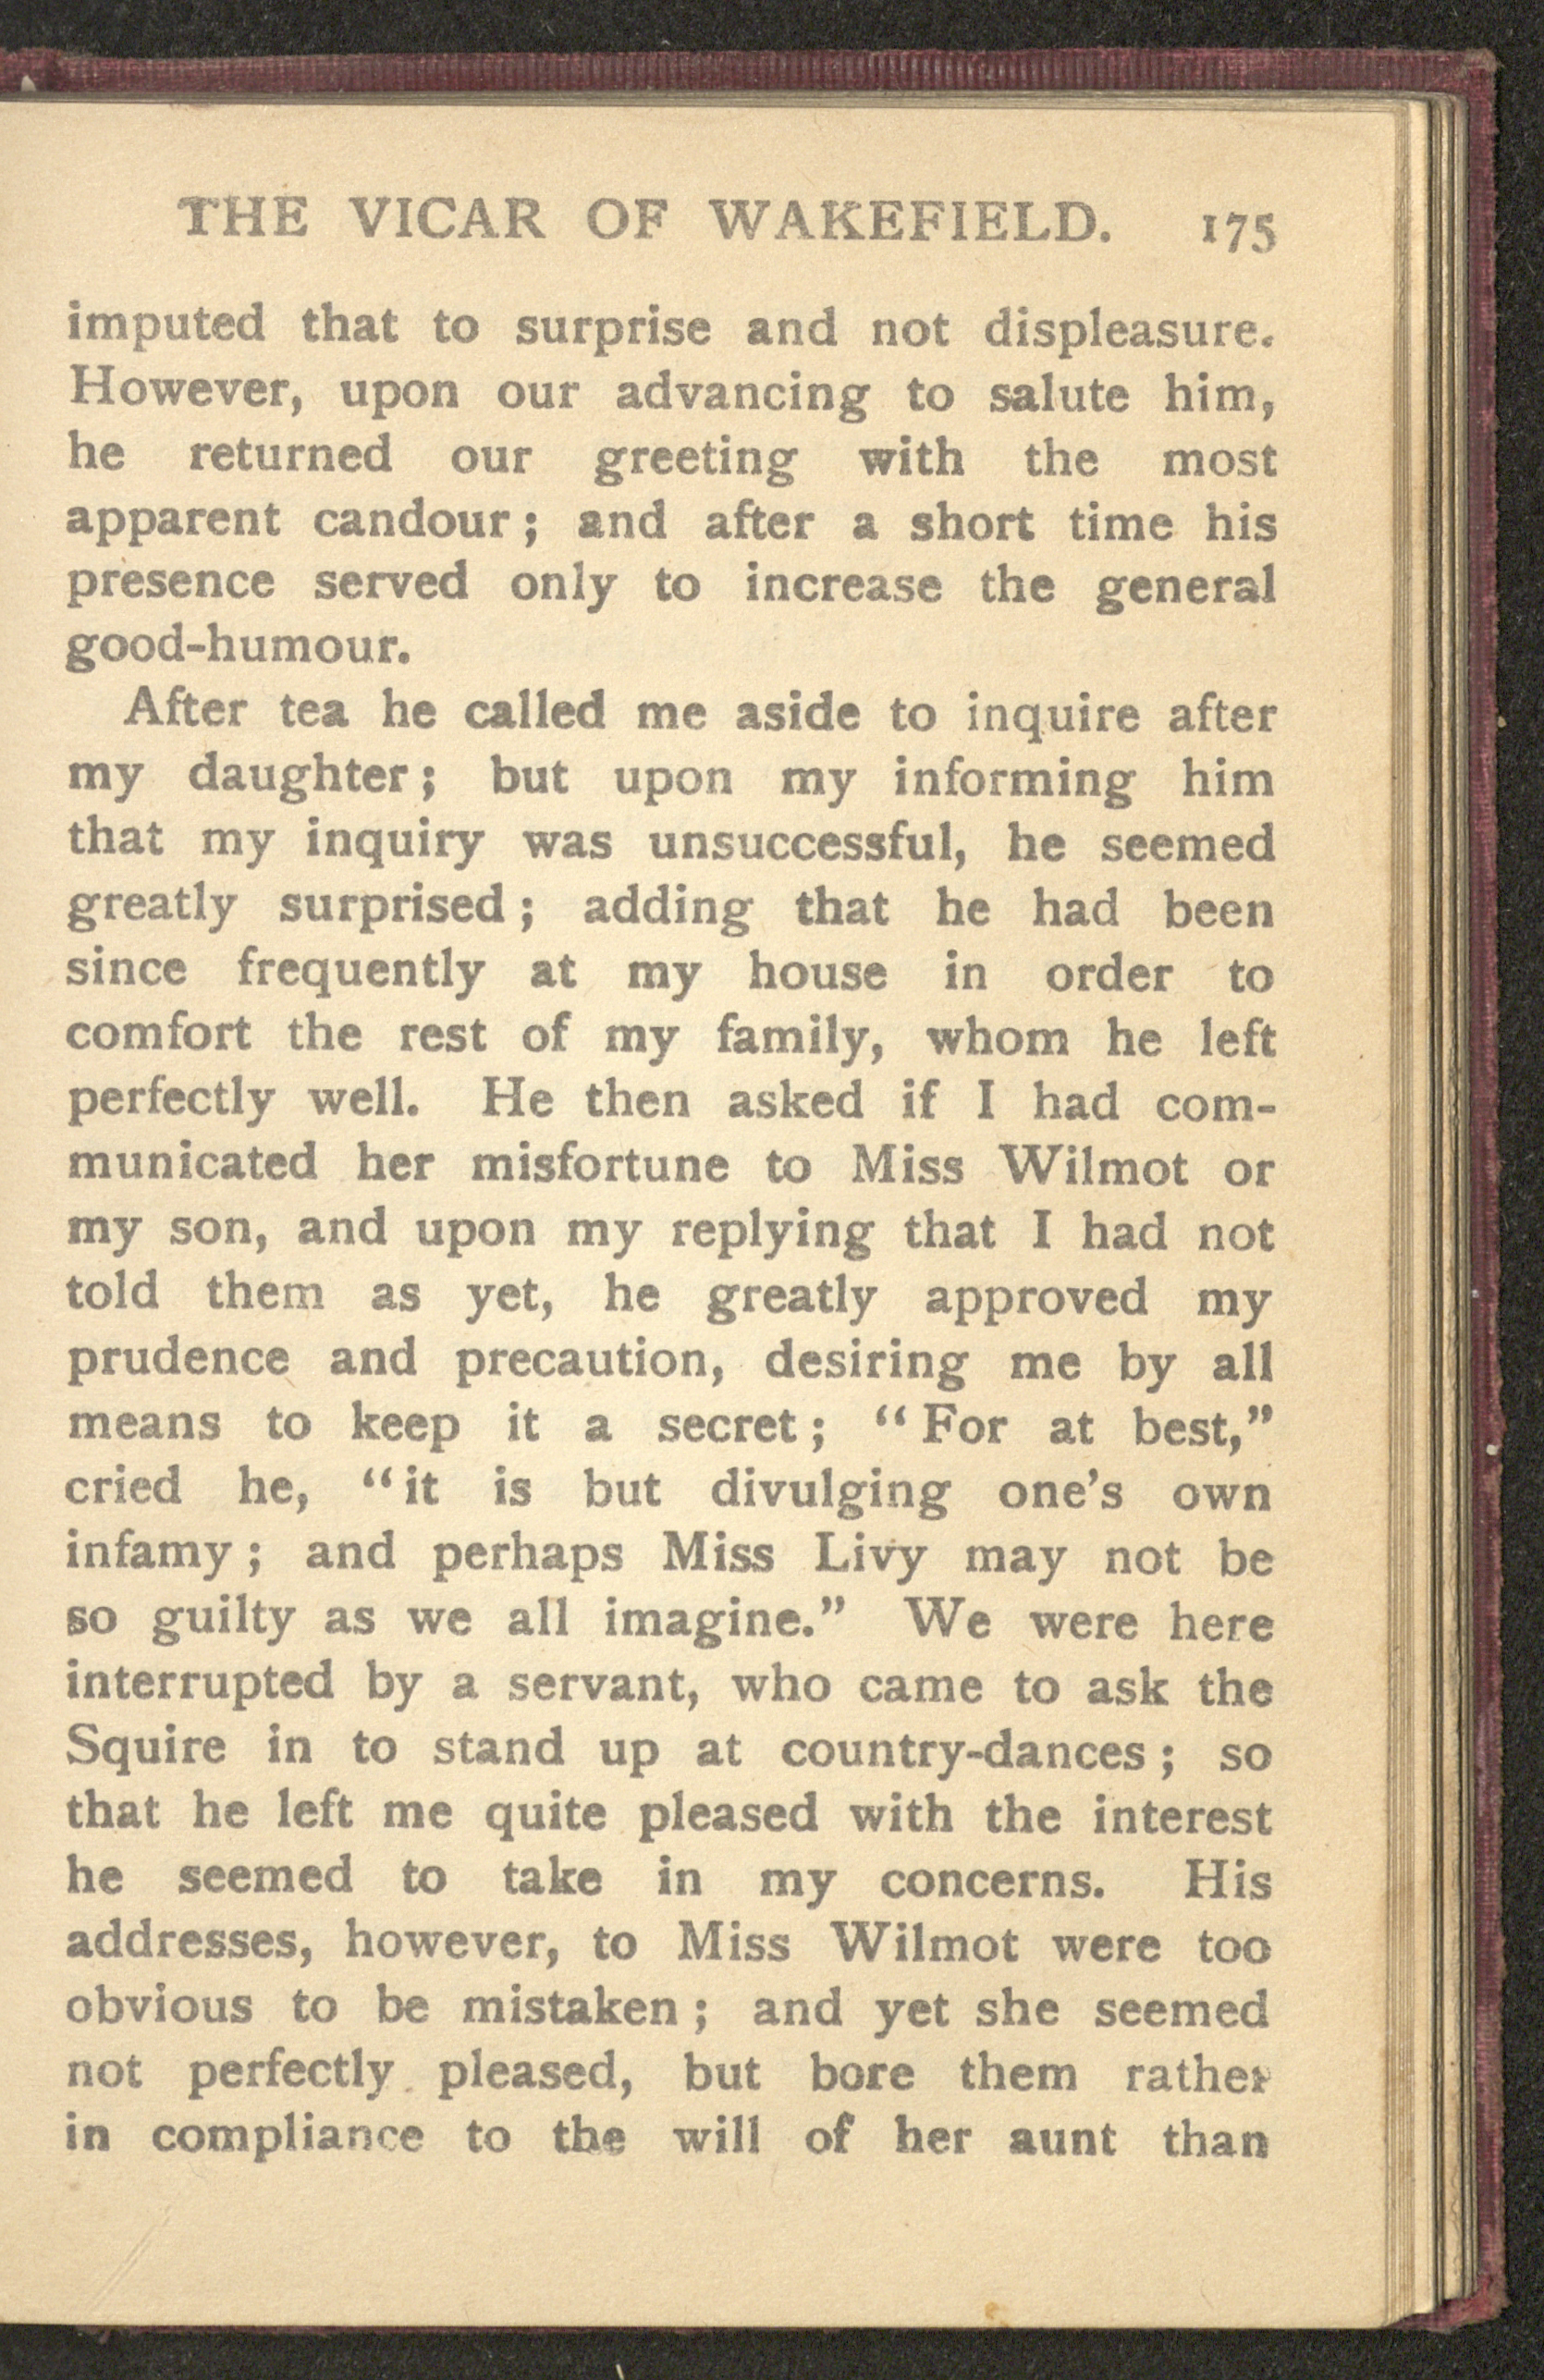 THE VICAR OF WAKEFIELD. 175
imputed that to surprise and not displeasure.
However, upon our advancing to salute him,
he returned our greeting with the most
apparent candour; and after a short time his
presence served only to increase the general
good-humour.
After tea he called me aside to inquire after
my daughter; but upon my informing him
that my inquiry was unsuccessful, he seemed
greatly surprised; adding that he had been
since frequently at my house in order to
comfort the rest of my family, whom he left
perfectly well. He then asked if I had com-
municated her misfortune to Miss Wilmot or
my son, and upon my replying that I had not
told them as yet, he greatly approved my
prudence and precaution, desiring me by all
means to keep it a secret; “For at best,”
cried he, “it is but divulging one’s own
infamy; and perhaps Miss Livy may not be
so guilty as we all imagine.” We were here
interrupted by a servant, who came to ask the
Squire in to stand up at country-dances; so
that he left me quite pleased with the interest
he seemed to take in my concerns. His
addresses, however, to Miss Wilmot were too
obvious to be mistaken; and yet she seemed
not perfectly pleased, but bore them rather
in compliance to the will of her aunt than